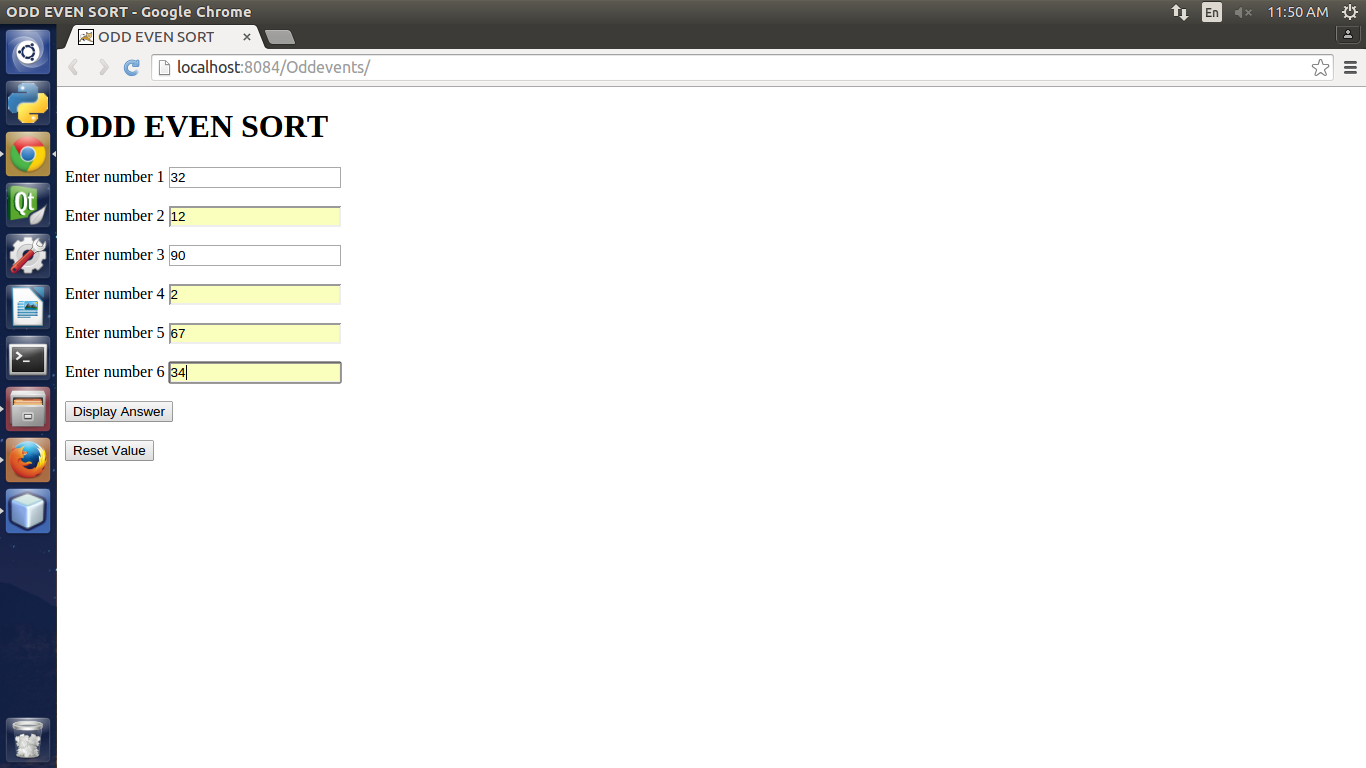 ODD EVEN SORT - Google Chrome
En
11:50 AM
ODD EVEN SORT
localhost:8084/Oddevents/
ODD EVEN SORT
Enter number 1 32
Enter number 2 12
Enter number 3 90
Enter number 4 2
Enter number 5 67
Enter number 6 34
Display Answer
Reset Value
Qt
>_